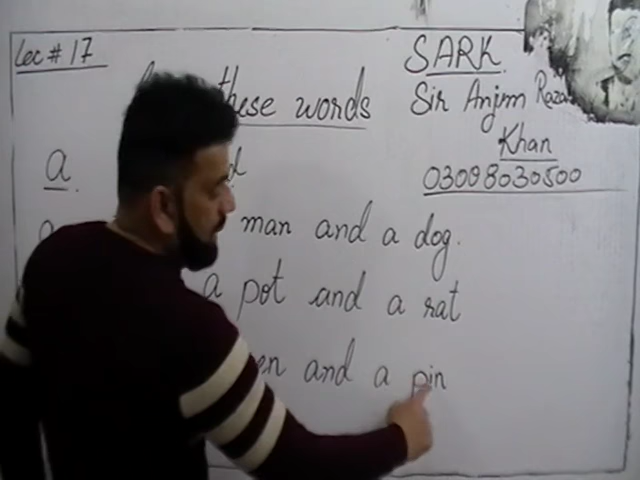 Lec # 17
SARK
these words
Sir Anjum Raza
Khan
a
03008030500
man and a dog.
a pot and a rat
and a pin